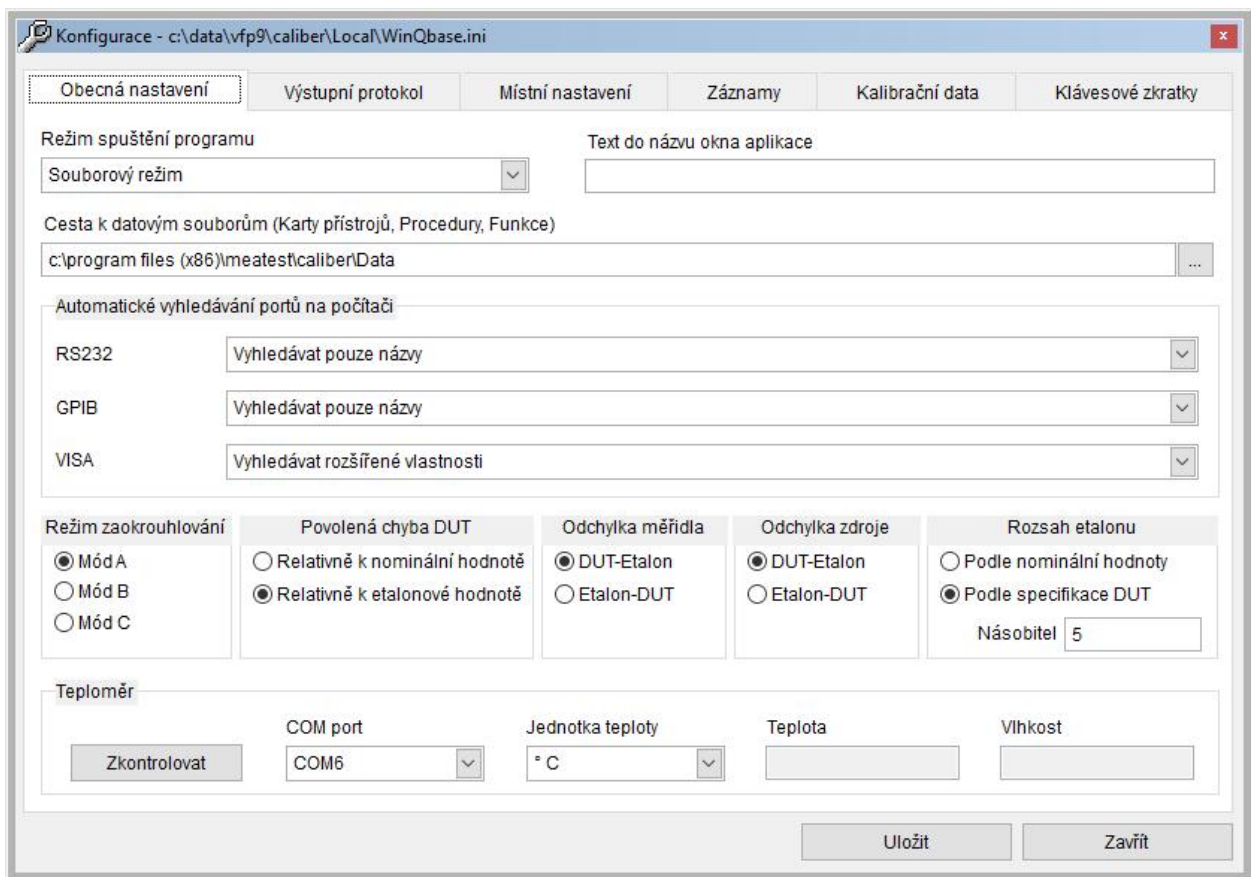 Konfigurace - c:\data\vfp9\caliber\Local\WinQbase.ini
x
Obecná nastavení Výstupní protokol Místní nastavení Záznamy Kalibrační data Klávesové zkratky
Režim spuštění programu Text do názvu okna aplikace
Souborový režim
Cesta k datovým souborům (Karty přístrojů, Procedury, Funkce)
c:\program files (x86)\meatest\caliber\Data ...
Automatické vyhledávání portů na počítači
RS232 Vyhledávat pouze názvy
GPIB Vyhledávat pouze názvy
VISA Vyhledávat rozšířené vlastnosti
Režim zaokrouhlování Povolená chyba DUT Odchylka měřidla Odchylka zdroje Rozsah etalonu
Mód A Relativně k nominální hodnotě DUT-Etalon DUT-Etalon Podle nominální hodnoty
Mód B Relativně k etalonové hodnotě Etalon-DUT Etalon-DUT Podle specifikace DUT
Mód C Násobitel 5
Teploměr
COM port Jednotka teploty Teplota Vlhkost
Zkontrolovat COM6 ° C
Uložit Zavřít